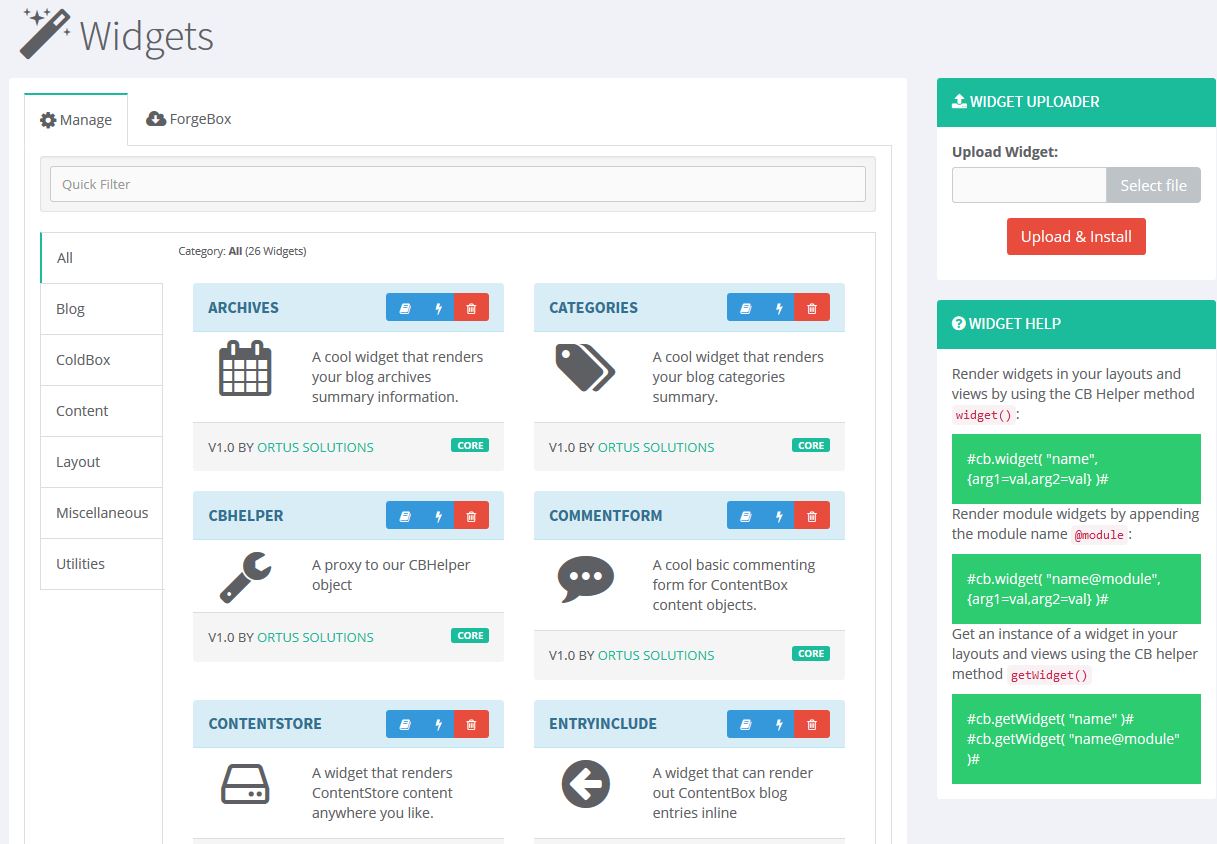 Widgets
Manage
ForgeBox
Quick Filter
All
Blog
ColdBox
Content
Layout
Miscellaneous
Utilities
Category: All (26 Widgets)
ARCHIVES
A cool widget that renders
your blog archives
summary information.
V1.0 BY ORTUS SOLUTIONS
CORE
CATEGORIES
A cool widget that renders
your blog categories
summary.
V1.0 BY ORTUS SOLUTIONS
CORE
CBHELPER
A proxy to our CBHelper
object
V1.0 BY ORTUS SOLUTIONS
CORE
COMMENTFORM
A cool basic commenting
form for ContentBox
content objects.
V1.0 BY ORTUS SOLUTIONS
CORE
CONTENTSTORE
A widget that renders
ContentStore content
anywhere you like.
ENTRYINCLUDE
A widget that can render
out ContentBox blog
entries inline
WIDGET UPLOADER
Upload Widget:
Select file
Upload & Install
WIDGET HELP
Render widgets in your layouts and
views by using the CB Helper method
widget() :
#cb.widget( "name",
{arg1=val,arg2=val} )#
Render module widgets by appending
the module name @module :
#cb.widget( "name@module",
{arg1=val,arg2=val} )#
Get an instance of a widget in your
layouts and views using the CB helper
method getWidget()
#cb.getWidget( "name" )#
#cb.getWidget( "name@module"
)#